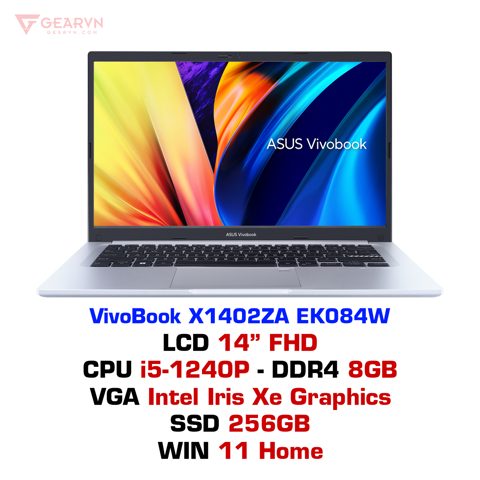 GEARVN
GEARVN.COM
ASUS Vivobook
ASUS Vivobook
VivoBook X1402ZA EK084W
LCD 14” FHD
CPU i5-1240P - DDR4 8GB
VGA Intel Iris Xe Graphics
SSD 256GB
WIN 11 Home